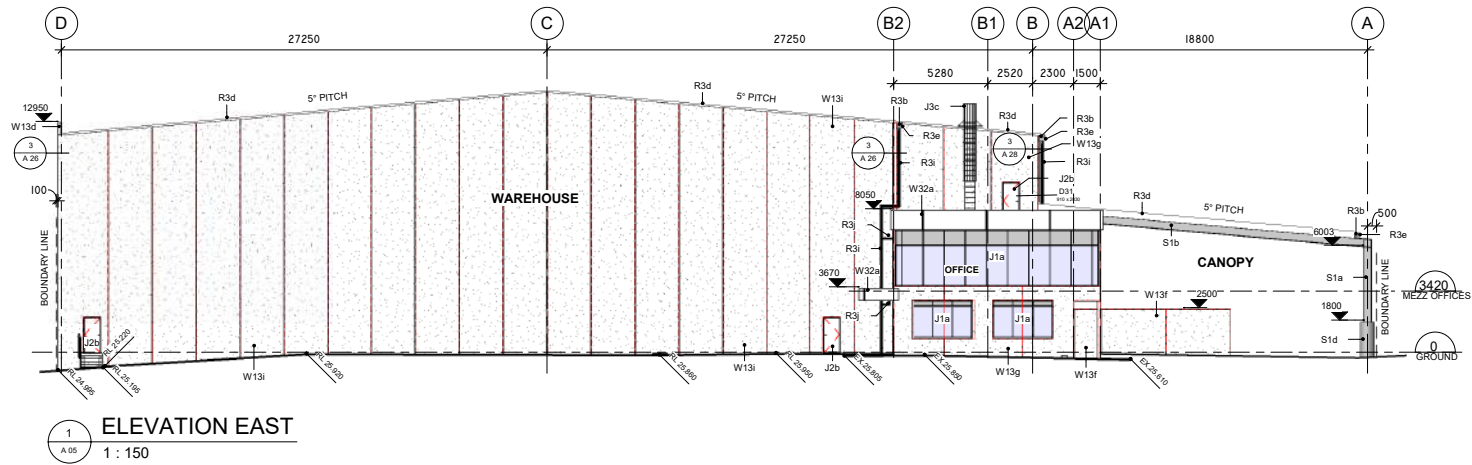 D
C
B2
B1
B
A2
A1
A
27250
27250
18800
5280
2520
2300
1500
12950
W13d
R3d
5° PITCH
R3d
5° PITCH
W13i
R3b
R3e
J3c
R3d
R3b
R3e
W13g
R3i
3
A 26
3
A 26
3
A 28
R3i
J2b
D31
100
WAREHOUSE
8050
W32a
R3d
5° PITCH
R3b
500
R3e
6003
S1b
R3j
R3i
J1a
OFFICE
CANOPY
BOUNDARY LINE
W32a
3670
R3j
J1a
J1a
W13f
2500
S1a
1800
S1d
BOUNDARY LINE
3420
MEZZ OFFICES
0
GROUND
J2b
RL 25.220
RL 24.995
RL 25.195
W13i
RL 25.920
RL 25.860
W13i
RL 25.950
J2b
EX.25.805
EX.25.850
W13g
W13f
EX.25.610
1
A 05
ELEVATION EAST
1 : 150